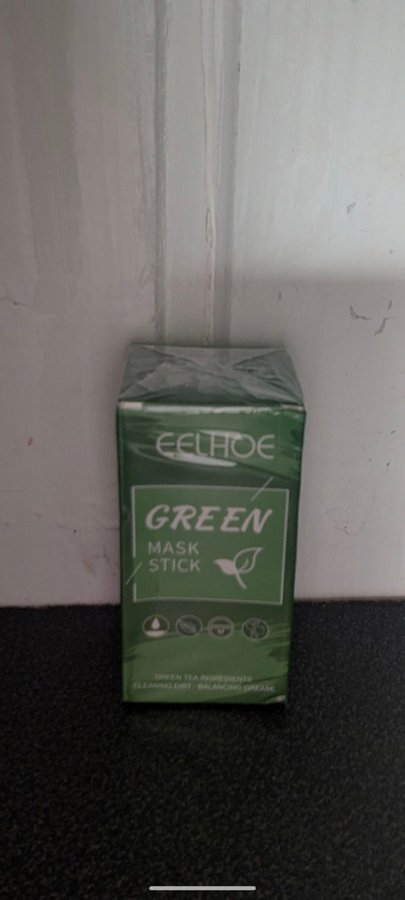 EELHOE
GREEN
MASK
STICK
GREEN TEA INGREDIENTS
CLEANING DIRT · BALANCING GREASE